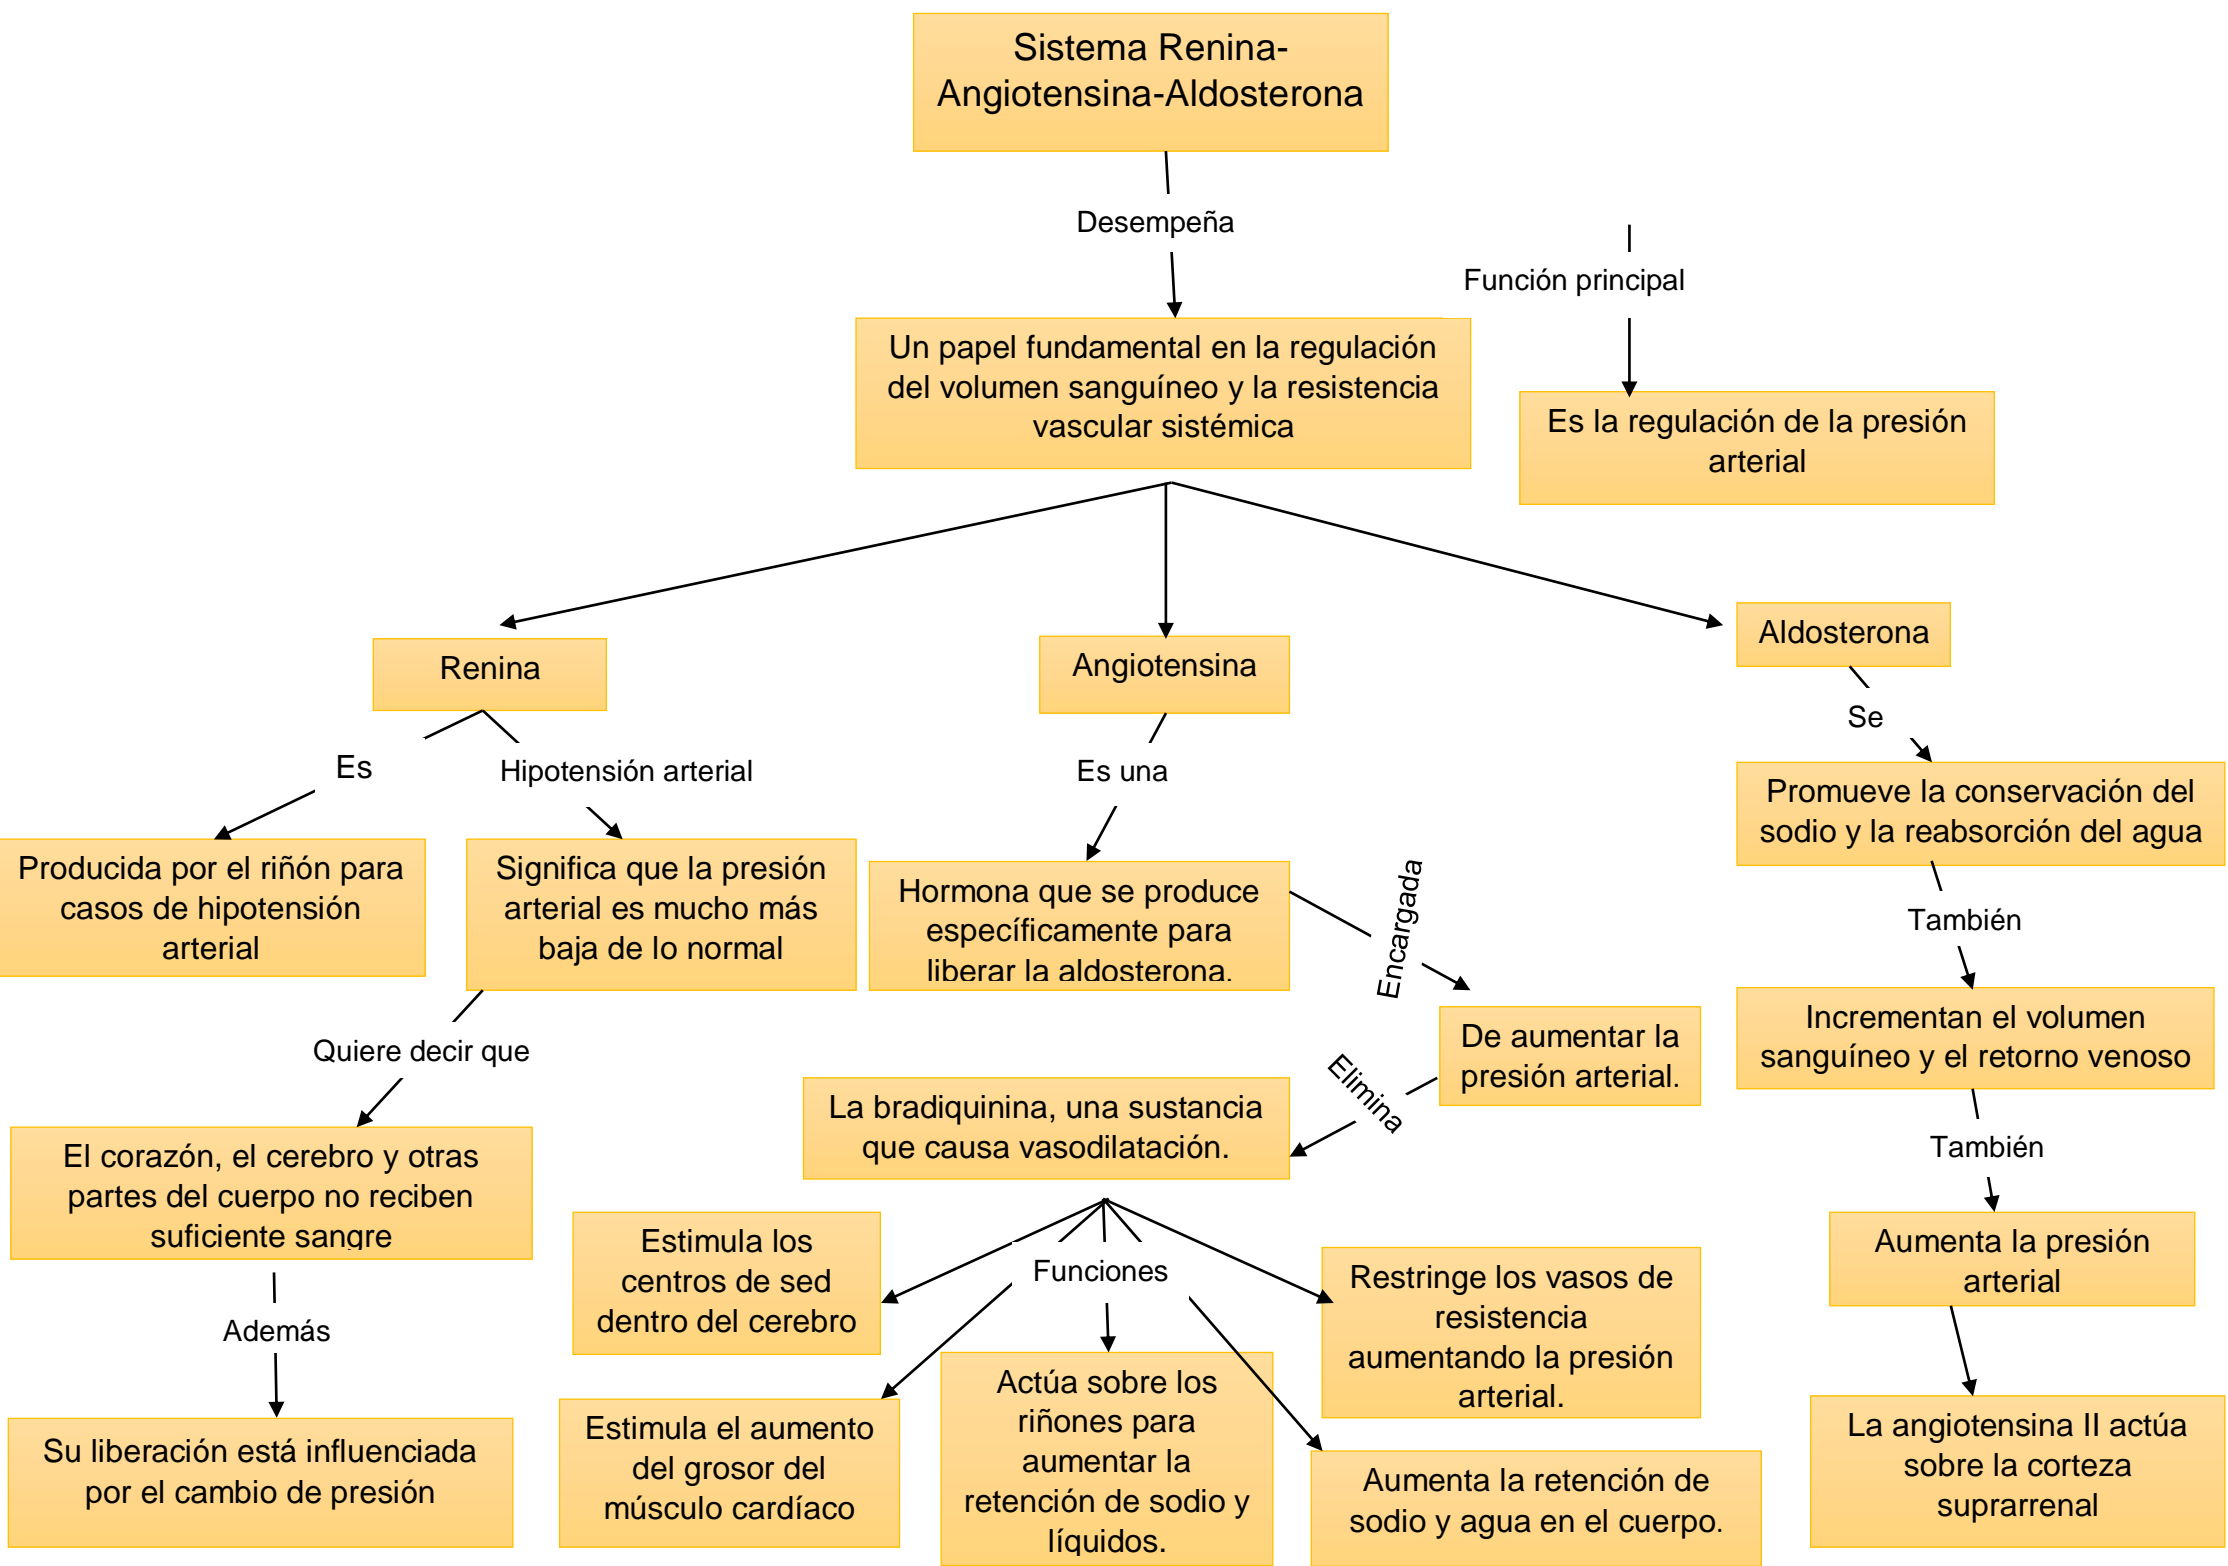 Sistema Renina-
Angiotensina-Aldosterona
Desempeña
Función principal
Un papel fundamental en la regulación
del volumen sanguíneo y la resistencia
vascular sistémica
Es la regulación de la presión
arterial
Renina
Angiotensina
Aldosterona
Es
Hipotensión arterial
Es una
Se
Producida por el riñón para
casos de hipotensión
arterial
Significa que la presión
arterial es mucho más
baja de lo normal
Hormona que se produce
específicamente para
liberar la aldosterona.
Encargada
Promueve la conservación del
sodio y la reabsorción del agua
También
Quiere decir que
De aumentar la
presión arterial.
Elimina
Incrementan el volumen
sanguíneo y el retorno venoso
La bradiquinina, una sustancia
que causa vasodilatación.
También
El corazón, el cerebro y otras
partes del cuerpo no reciben
suficiente sangre
Estimula los
centros de sed
dentro del cerebro
Funciones
Restringe los vasos de
resistencia
aumentando la presión
arterial.
Aumenta la presión
arterial
Además
Su liberación está influenciada
por el cambio de presión
Estimula el aumento
del grosor del
músculo cardíaco
Actúa sobre los
riñones para
aumentar la
retención de sodio y
líquidos.
Aumenta la retención de
sodio y agua en el cuerpo.
La angiotensina II actúa
sobre la corteza
suprarrenal